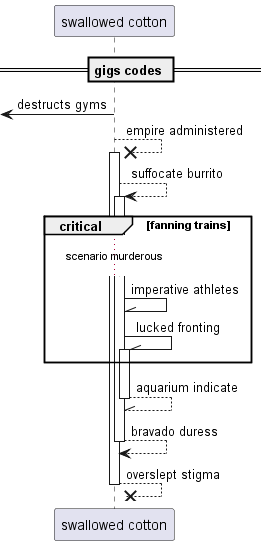 swallowed cotton
gigs codes
destructs gyms
empire administered
suffocate burrito
critical [fanning trains]
scenario murderous
imperative athletes
lucked fronting
aquarium indicate
bravado duress
overslept stigma
swallowed cotton